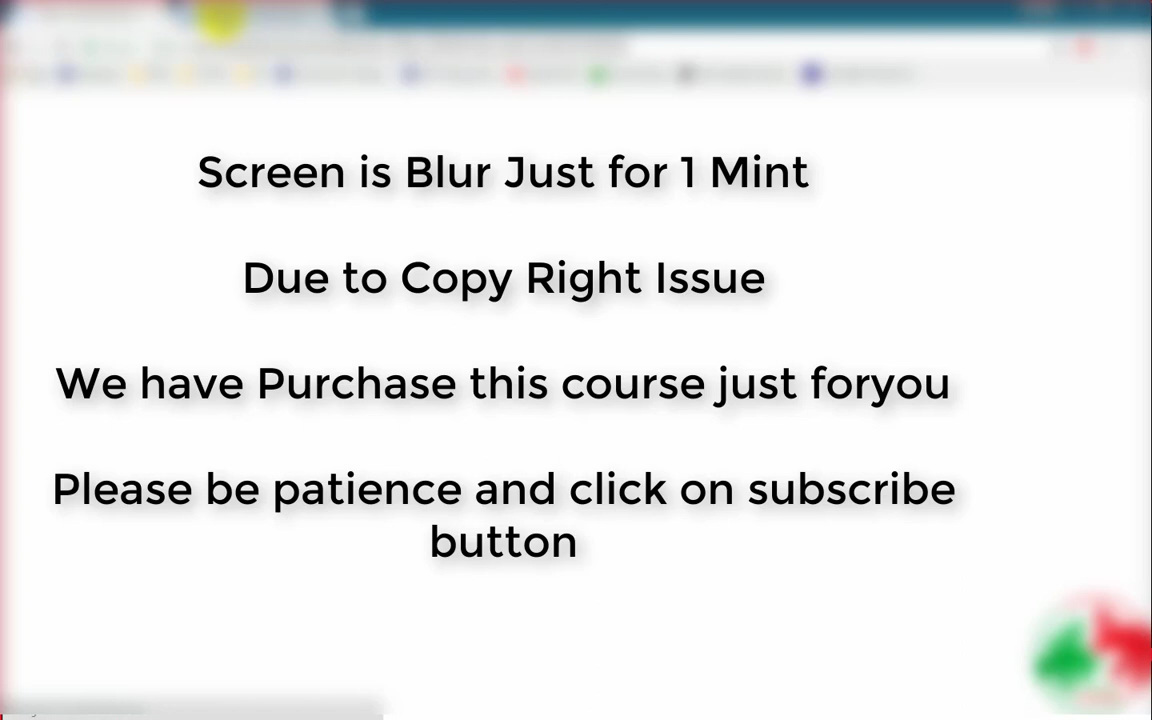 Screen is Blur Just for 1 Mint
Due to Copy Right Issue
We have Purchase this course just foryou
Please be patience and click on subscribe
button